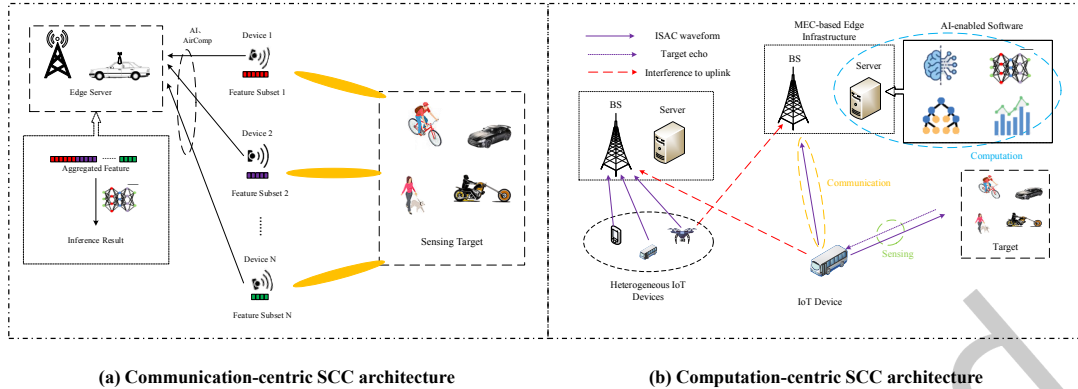 AI、
AirComp
Device 1
Edge Server
Feature Subset 1
Device 2
Aggregated Feature
Feature Subset 2
Inference Result
Sensing Target
Device N
Feature Subset N
(a) Communication-centric SCC architecture
ISAC waveform
Target echo
Interference to uplink
MEC-based Edge
Infrastructure
AI-enabled Software
BS
Server
BS
Server
Computation
Communication
Sensing
Target
Heterogeneous IoT
Devices
IoT Device
(b) Computation-centric SCC architecture